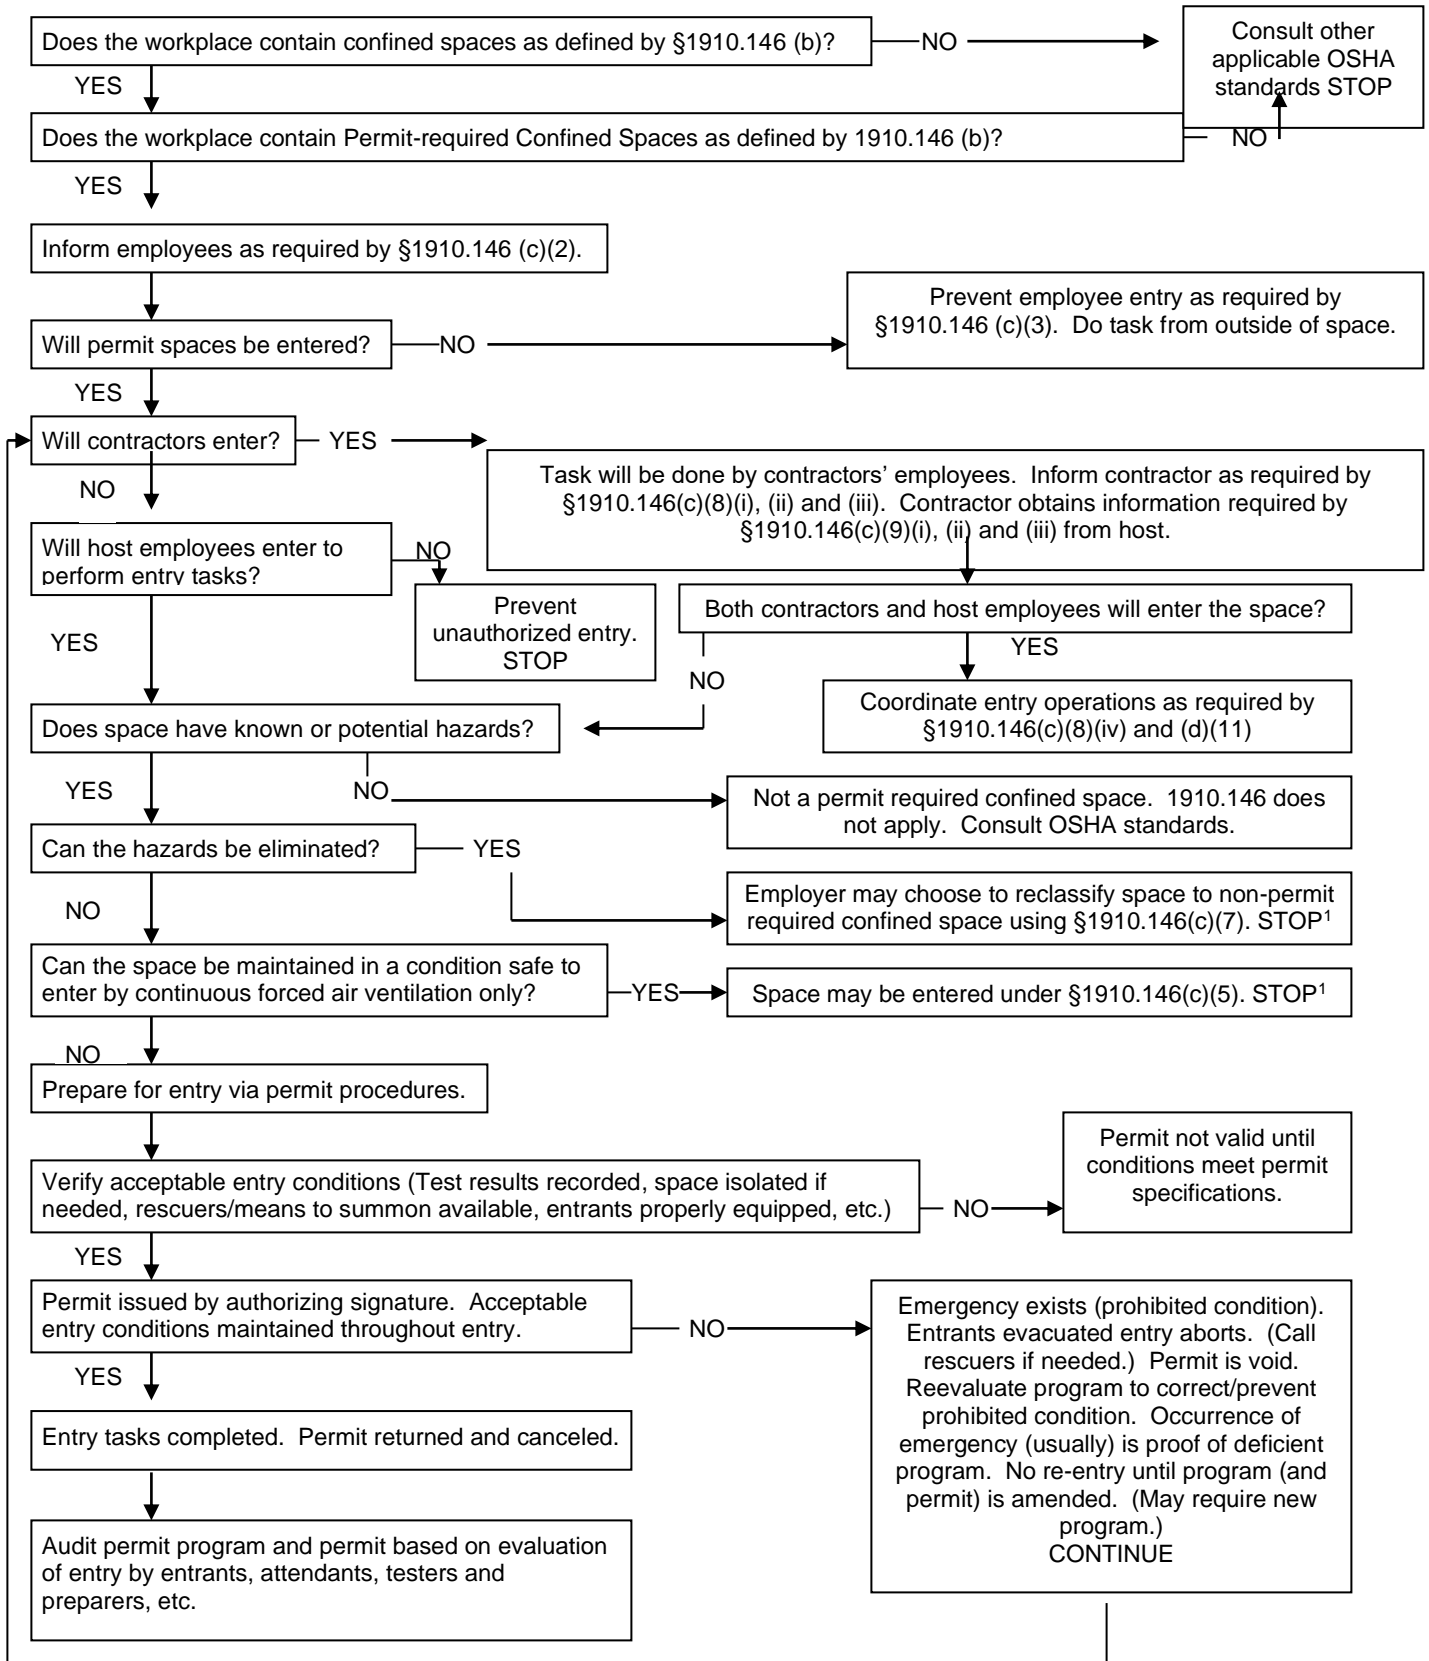 Does the workplace contain confined spaces as defined by §1910.146 (b)?
NO
Consult other
applicable OSHA
standards STOP
YES
Does the workplace contain Permit-required Confined Spaces as defined by 1910.146 (b)?
NO
YES
Inform employees as required by §1910.146 (c)(2).
Prevent employee entry as required by
§1910.146 (c)(3).  Do task from outside of space.
Will permit spaces be entered?
NO
YES
Will contractors enter?
YES
Task will be done by contractors’ employees.  Inform contractor as required by
§1910.146(c)(8)(i), (ii) and (iii).  Contractor obtains information required by
§1910.146(c)(9)(i), (ii) and (iii) from host.
NO
Will host employees enter to
perform entry tasks?
NO
Prevent
unauthorized entry.
STOP
Both contractors and host employees will enter the space?
YES
YES
NO
Coordinate entry operations as required by
§1910.146(c)(8)(iv) and (d)(11)
Does space have known or potential hazards?
YES
NO
Not a permit required confined space.  1910.146 does
not apply.  Consult OSHA standards.
Can the hazards be eliminated?
YES
Employer may choose to reclassify space to non-permit
required confined space using §1910.146(c)(7). STOP¹
NO
Can the space be maintained in a condition safe to
enter by continuous forced air ventilation only?
YES
Space may be entered under §1910.146(c)(5). STOP¹
NO
Prepare for entry via permit procedures.
Permit not valid until
conditions meet permit
specifications.
Verify acceptable entry conditions (Test results recorded, space isolated if
needed, rescuers/means to summon available, entrants properly equipped, etc.)
NO
YES
Permit issued by authorizing signature.  Acceptable
entry conditions maintained throughout entry.
NO
Emergency exists (prohibited condition).
Entrants evacuated entry aborts.  (Call
rescuers if needed.)  Permit is void.
Reevaluate program to correct/prevent
prohibited condition.  Occurrence of
emergency (usually) is proof of deficient
program.  No re-entry until program (and
permit) is amended.  (May require new
program.)
CONTINUE
YES
Entry tasks completed.  Permit returned and canceled.
Audit permit program and permit based on evaluation
of entry by entrants, attendants, testers and
preparers, etc.